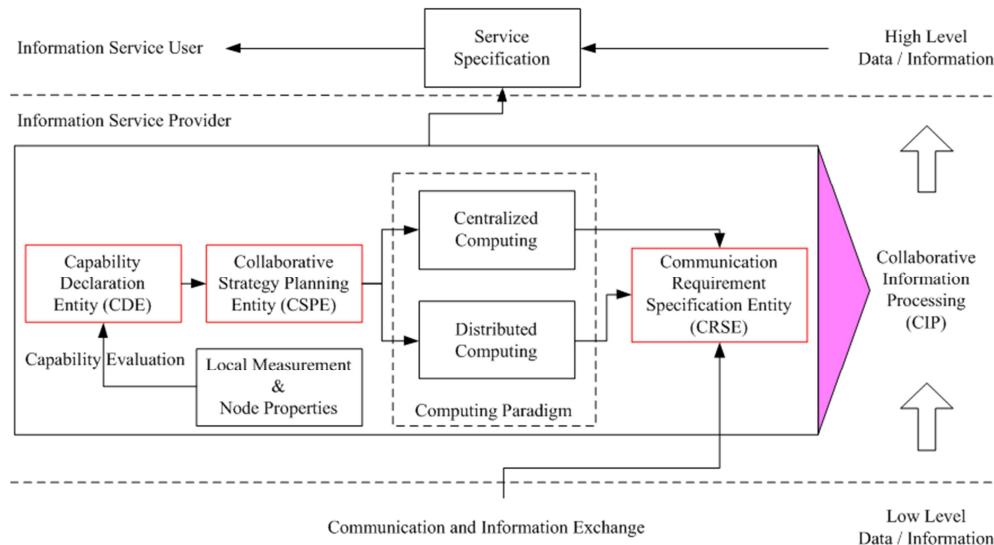 Information Service User
Service
Specification
High Level
Data / Information
Information Service Provider
Centralized
Computing
Capability
Declaration
Entity (CDE)
Collaborative
Strategy Planning
Entity (CSPE)
Communication
Requirement
Specification Entity
(CRSE)
Collaborative
Information
Processing
(CIP)
Distributed
Computing
Capability Evaluation
Local Measurement
&
Node Properties
Computing Paradigm
Communication and Information Exchange
Low Level
Data / Information